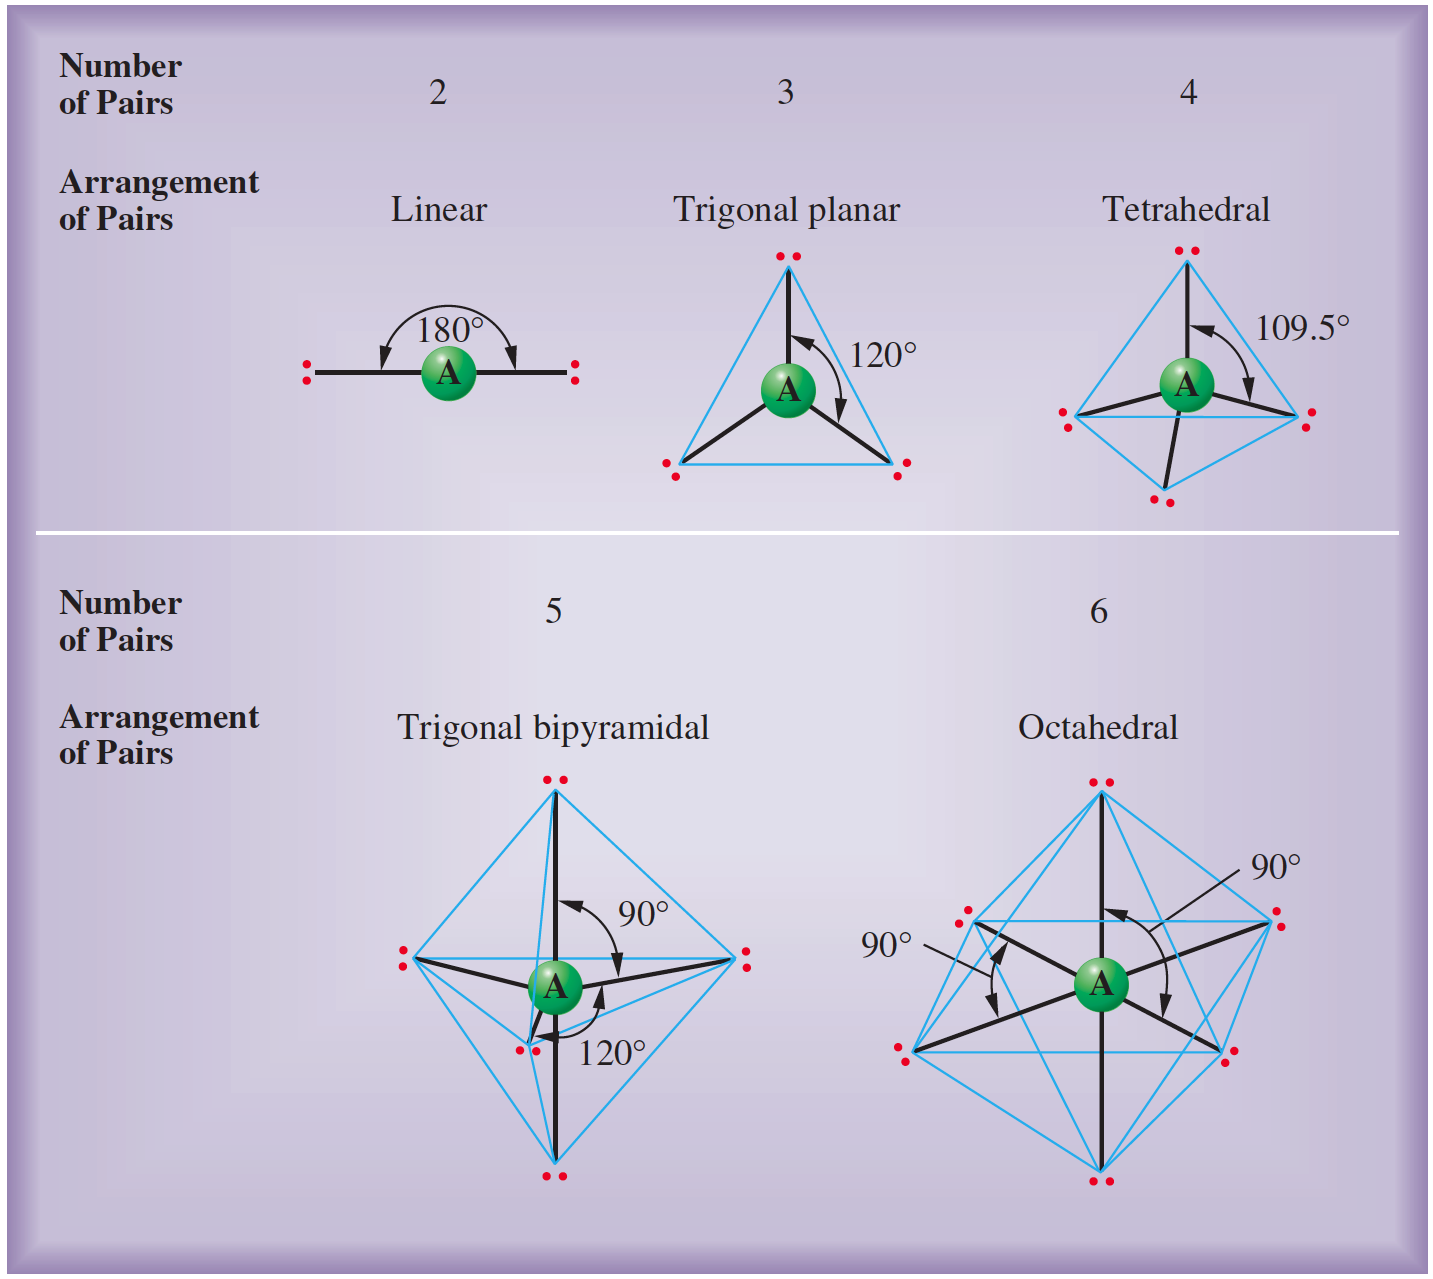 Number
of Pairs
2
3
4
Arrangement
of Pairs
Linear
Trigonal planar
Tetrahedral
180°
A
120°
A
109.5°
A
Number
of Pairs
5
6
Arrangement
of Pairs
Trigonal bipyramidal
Octahedral
90°
A
120°
90°
90°
A